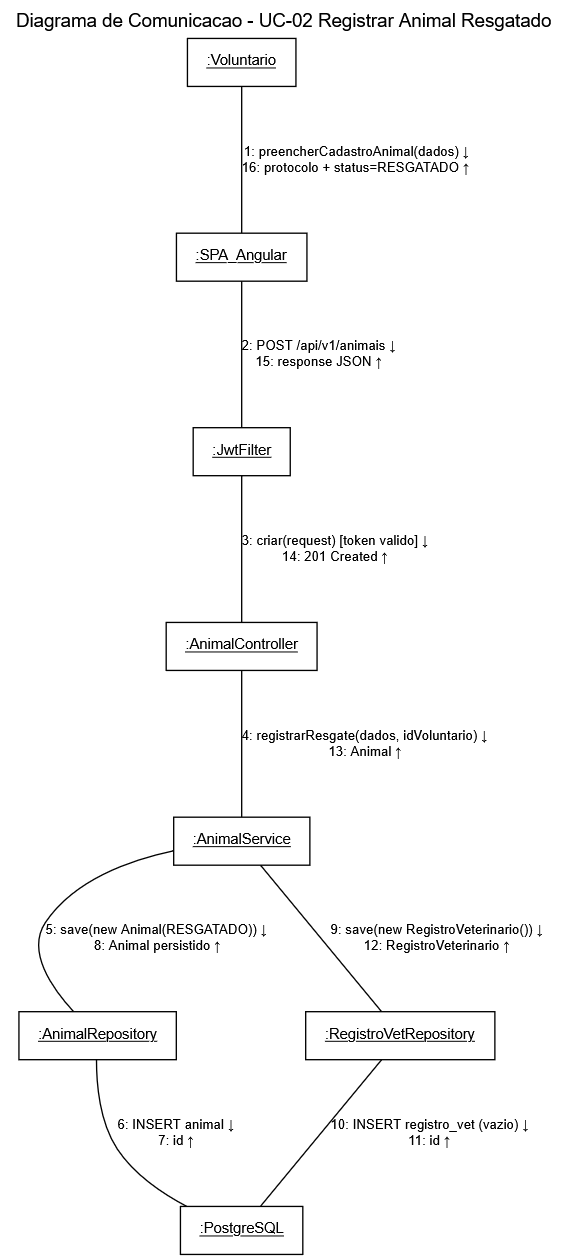 Diagrama de Comunicacao - UC-02 Registrar Animal Resgatado
:Voluntario
1: preencherCadastroAnimal(dados) ↓
16: protocolo + status=RESGATADO ↑
:SPA_Angular
2: POST /api/v1/animais ↓
15: response JSON ↑
:JwtFilter
3: criar(request) [token valido] ↓
14: 201 Created ↑
:AnimalController
4: registrarResgate(dados, idVoluntario) ↓
13: Animal ↑
:AnimalService
5: save(new Animal(RESGATADO)) ↓
8: Animal persistido ↑
9: save(new RegistroVeterinario()) ↓
12: RegistroVeterinario ↑
:AnimalRepository
:RegistroVetRepository
6: INSERT animal ↓
7: id ↑
10: INSERT registro_vet (vazio) ↓
11: id ↑
:PostgreSQL